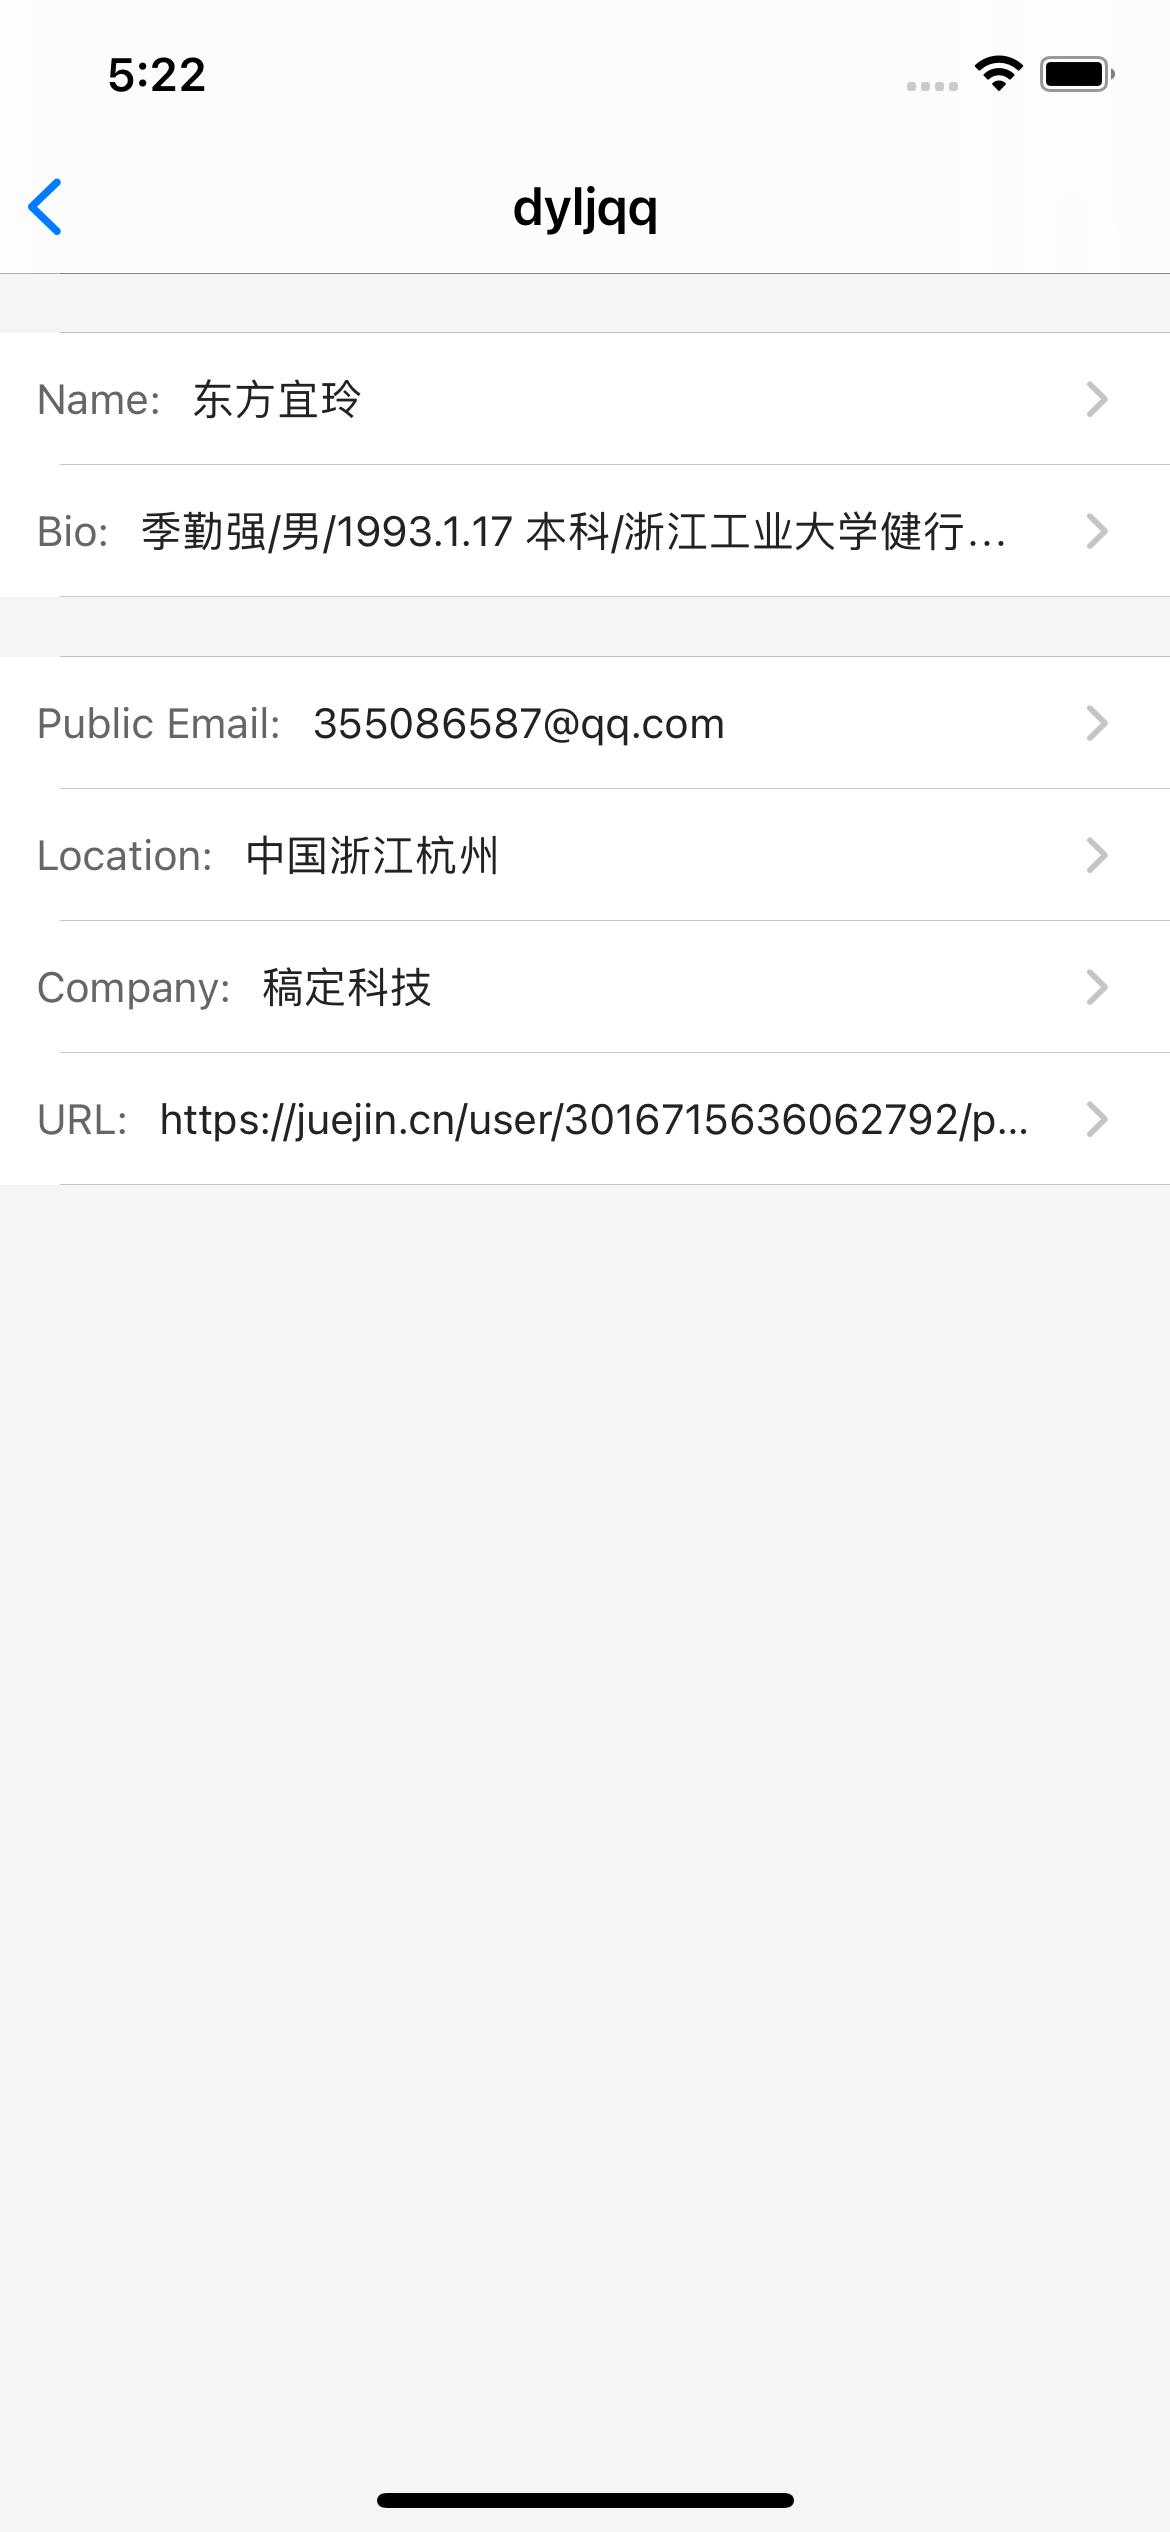 5:22
dyljqq
Name: 东方宜玲
Bio: 季勤强/男/1993.1.17 本科/浙江工业大学健行...
Public Email: 355086587@qq.com
Location: 中国浙江杭州
Company: 稿定科技
URL: https://juejin.cn/user/3016715636062792/p...